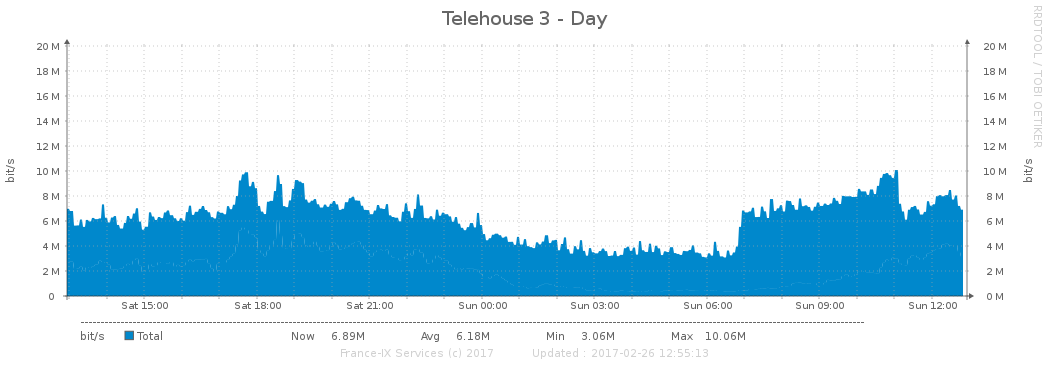 Telehouse 3 - Day
RRDTOOL / TOBI OETIKER
bit/s
20 M 20 M
18 M 18 M
16 M 16 M
14 M 14 M
12 M 12 M
10 M 10 M
8 M 8 M
6 M 6 M
4 M 4 M
2 M 2 M
0 0 M
bit/s
Sat 15:00 Sat 18:00 Sat 21:00 Sun 00:00 Sun 03:00 Sun 06:00 Sun 09:00 Sun 12:00
bit/s Total Now 6.89M Avg 6.18M Min 3.06M Max 10.06M
France-IX Services (c) 2017 Updated : 2017-02-26 12:55:13